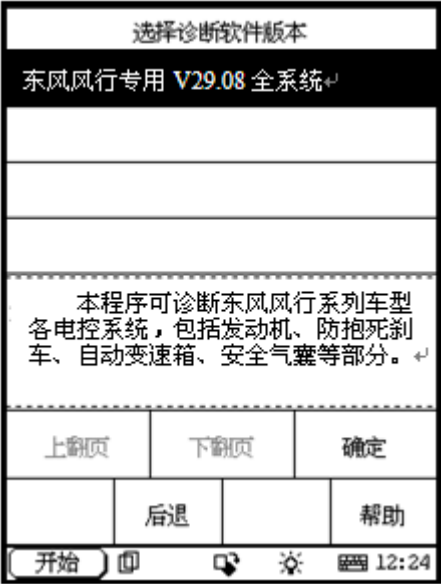 选择诊断软件版本
东风风行专用 V29.08 全系统↵
本程序可诊断东风风行系列车型
各电控系统，包括发动机、防抱死刹
车、自动变速箱、安全气囊等部分。↵
上翻页 下翻页 确定
后退 帮助
开始 12:24